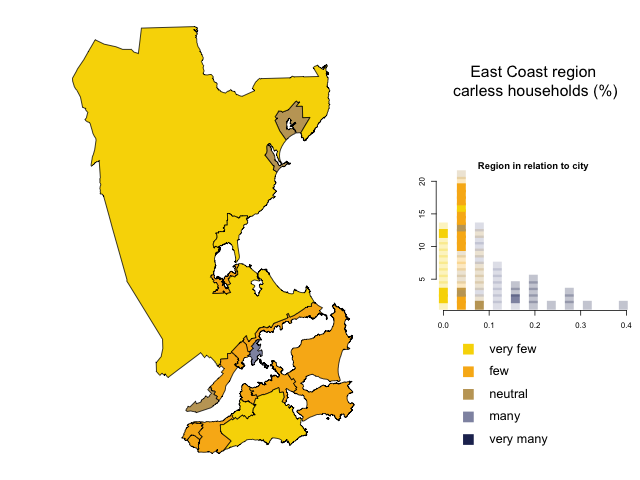 East Coast region
carless households (%)
Region in relation to city
20
15
10
5
0.0 0.1 0.2 0.3 0.4
very few
few
neutral
many
very many